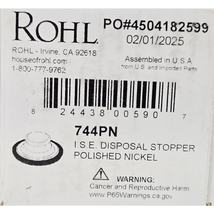 ROHL
PO#4504182599
02/01/2025
ROHL - Irvine, CA 92618
houseofrohl.com
1-800-777-9762
Assembled in U.S.A
from U.S. and Imported Parts
8 24438 00590 7
744PN
I.S.E. DISPOSAL STOPPER
POLISHED NICKEL
WARNING:
Cancer and Reproductive Harm
www.P65Warnings.ca.gov